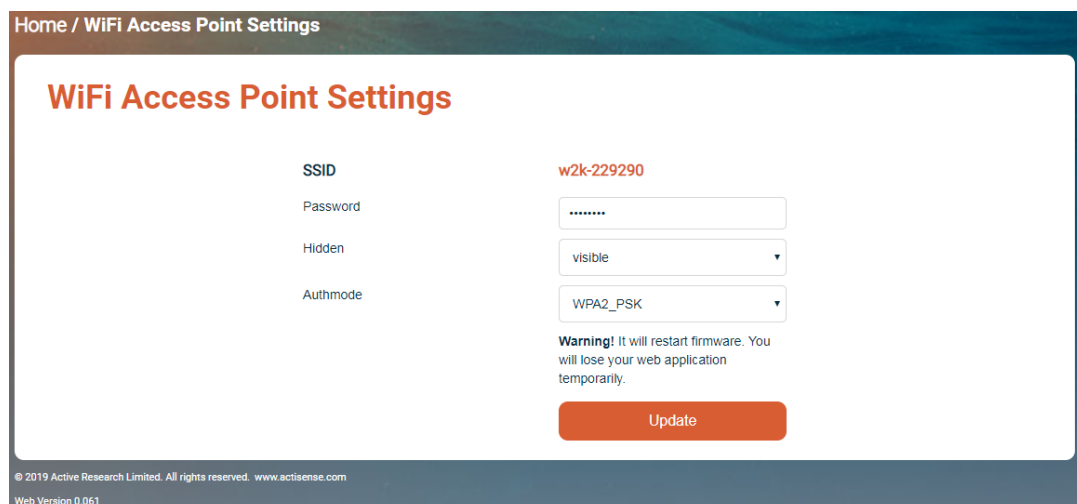 Home / WiFi Access Point Settings
WiFi Access Point Settings
SSID w2k-229290
Password ••••••••
Hidden visible
Authmode WPA2_PSK
Warning! It will restart firmware. You
will lose your web application
temporarily.
Update
© 2019 Active Research Limited. All rights reserved. www.actisense.com
Web Version 0.061